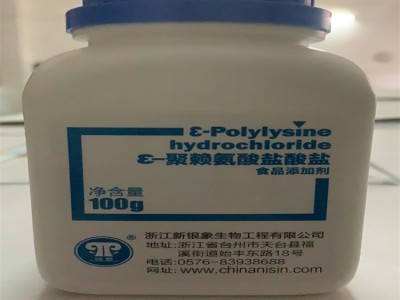 ε-Polylysine
hydrochloride
ε-聚赖氨酸盐酸盐
食品添加剂
净含量
100g
浙江新银象生物工程有限公司
地址:浙江省台州市天台县福
溪街道始丰东路18号
电话:0576-83938688
网址: www.chinanisin.com
®